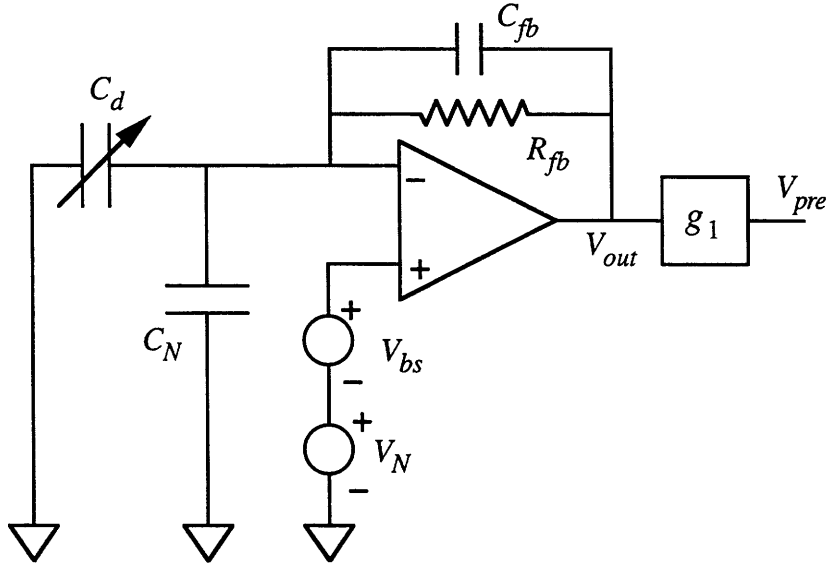 C_fb
C_d
R_fb
−
g_1
V_pre
V_out
+
C_N
+
V_bs
−
+
V_N
−